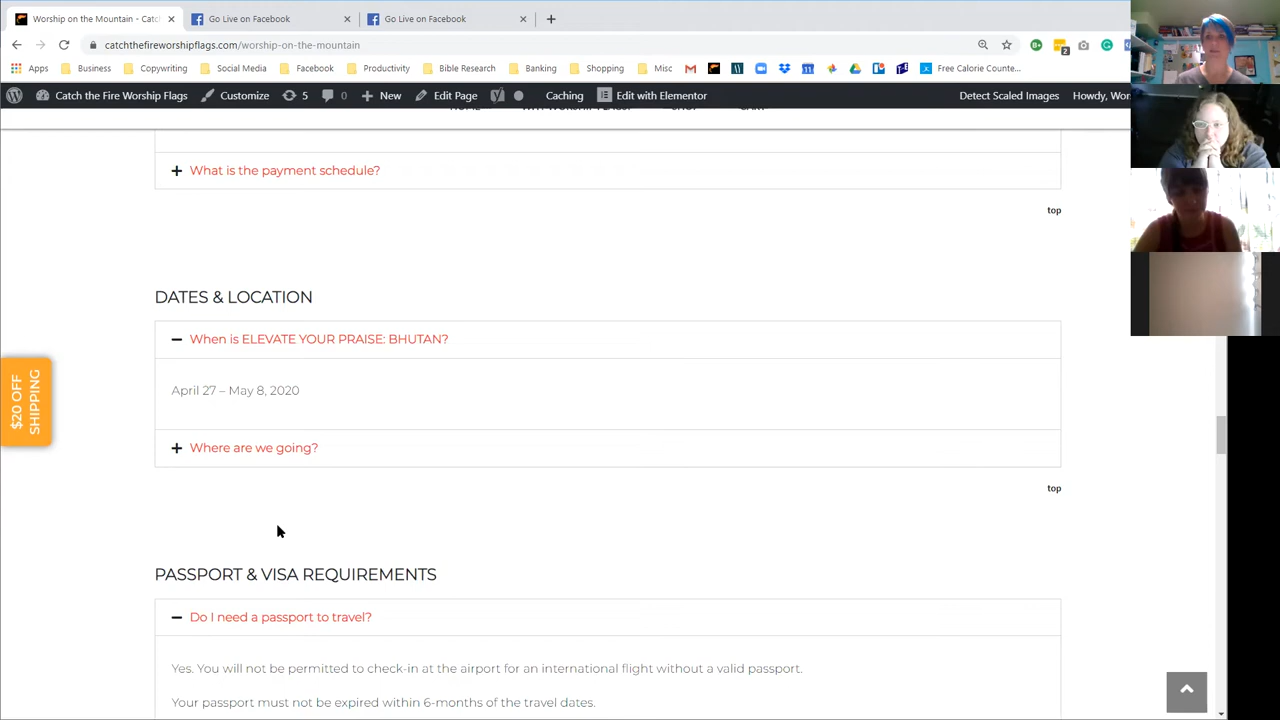 Worship on the Mountain - Catc
Go Live on Facebook
Go Live on Facebook
catchthefireworshipflags.com/worship-on-the-mountain
2
Apps
Business
Copywriting
Social Media
Facebook
Productivity
Bible Research
Banking
Shopping
Misc
Free Calorie Counte...
Catch the Fire Worship Flags
Customize
5
0
New
Edit Page
Caching
Edit with Elementor
Detect Scaled Images
Howdy, Wor
+ What is the payment schedule?
top
DATES & LOCATION
− When is ELEVATE YOUR PRAISE: BHUTAN?
April 27 – May 8, 2020
+ Where are we going?
top
$20 OFF
SHIPPING
PASSPORT & VISA REQUIREMENTS
− Do I need a passport to travel?
Yes. You will not be permitted to check-in at the airport for an international flight without a valid passport.
Your passport must not be expired within 6-months of the travel dates.